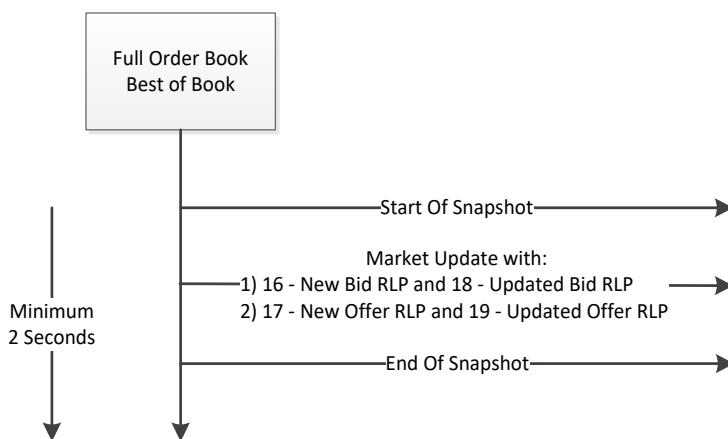 Full Order Book
Best of Book
Start Of Snapshot
Market Update with:
1) 16 - New Bid RLP and 18 - Updated Bid RLP
2) 17 - New Offer RLP and 19 - Updated Offer RLP
Minimum
2 Seconds
End Of Snapshot